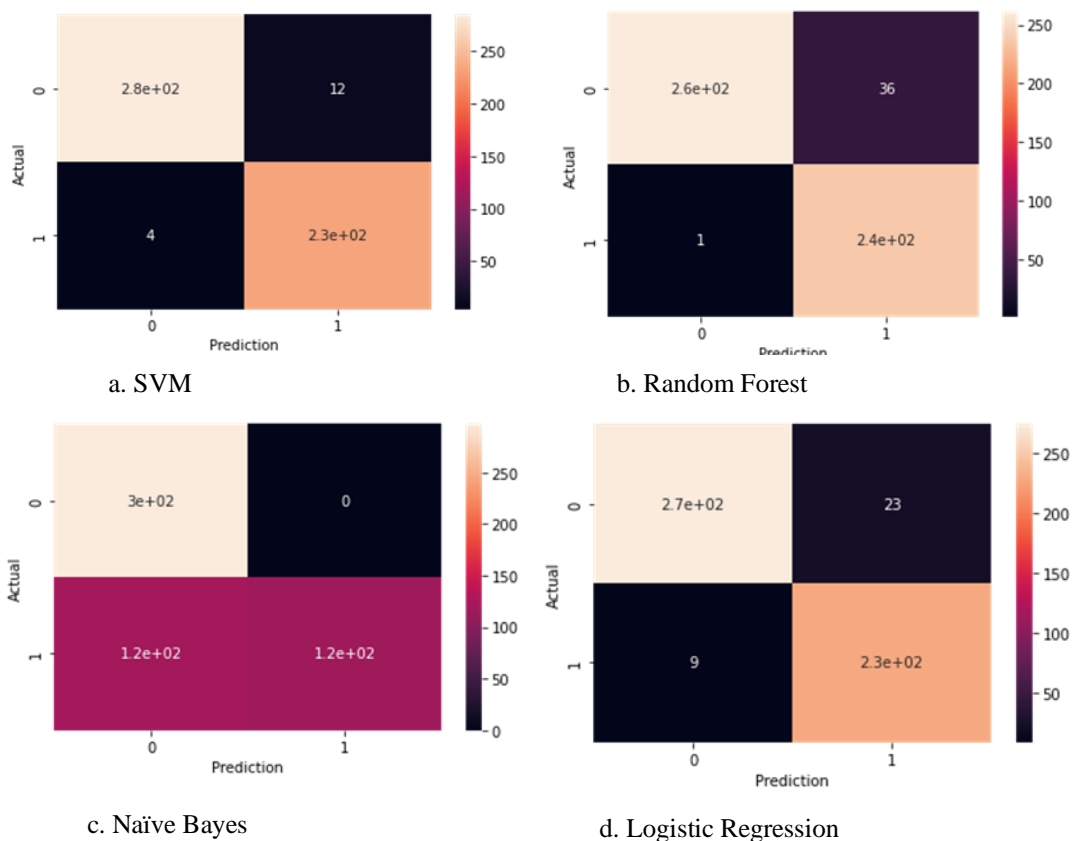 0
2.8e+02
12
1
4
2.3e+02
Actual
0
1
Prediction
250
200
150
100
50
a. SVM
0
2.6e+02
36
1
1
2.4e+02
Actual
0
1
Prediction
250
200
150
100
50
b. Random Forest
0
3e+02
0
1
1.2e+02
1.2e+02
Actual
0
1
Prediction
250
200
150
100
50
0
c. Naïve Bayes
0
2.7e+02
23
1
9
2.3e+02
Actual
0
1
Prediction
250
200
150
100
50
d. Logistic Regression